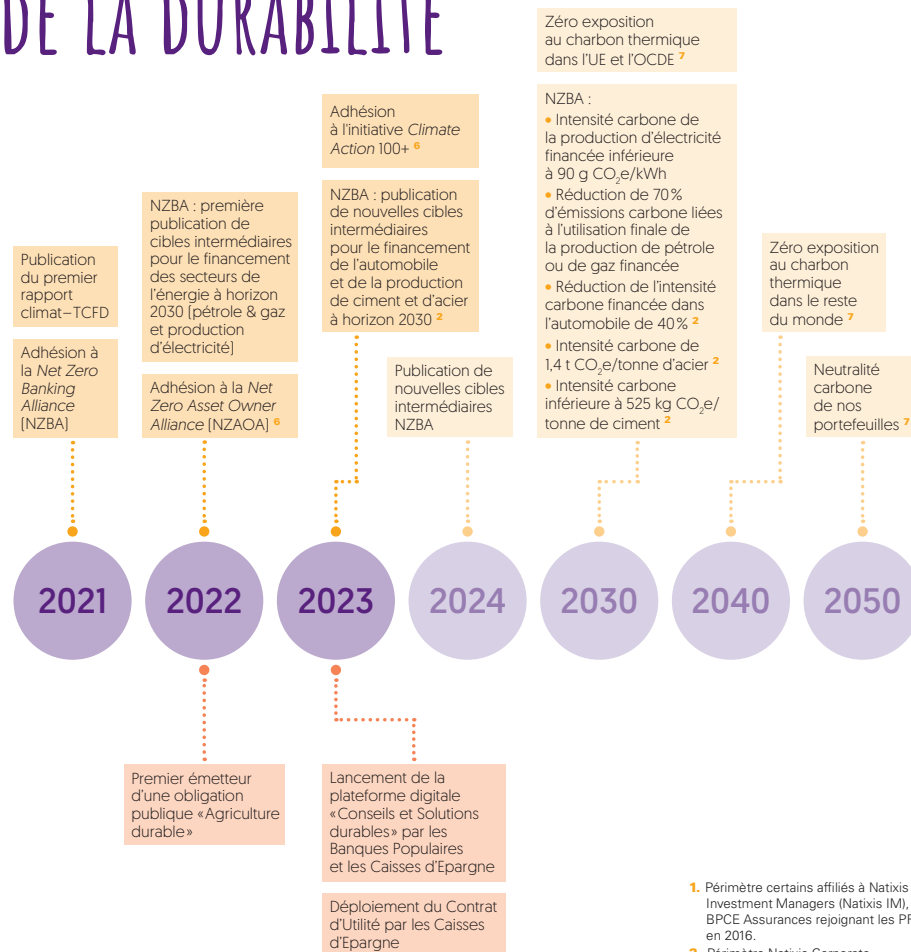 DE LA DURABILITÉ
Publication
du premier
rapport
climat–TCFD
Adhésion à
la Net Zero
Banking
Alliance
[NZBA]
NZBA : première
publication de
cibles intermédiaires
pour le financement
des secteurs de
l'énergie à horizon
2030 [pétrole & gaz
et production
d'électricité]
Adhésion à la Net
Zero Asset Owner
Alliance [NZAOA] 6
Adhésion
à l'initiative Climate
Action 100+ 6
NZBA : publication
de nouvelles cibles
intermédiaires
pour le financement
de l'automobile
et de la production
de ciment et d'acier
à horizon 2030 2
Publication de
nouvelles cibles
intermédiaires
NZBA
Zéro exposition
au charbon thermique
dans l'UE et l'OCDE 7
NZBA :
• Intensité carbone de
la production d'électricité
financée inférieure
à 90 g CO2e/kWh
• Réduction de 70%
d'émissions carbone liées
à l'utilisation finale de
la production de pétrole
ou de gaz financée
• Réduction de l'intensité
carbone financée dans
l'automobile de 40% 2
• Intensité carbone de
1,4 t CO2e/tonne d'acier 2
• Intensité carbone
inférieure à 525 kg CO2e/
tonne de ciment 2
Zéro exposition
au charbon
thermique
dans le reste
du monde 7
Neutralité
carbone
de nos
portefeuilles 7
2021
2022
2023
2024
2030
2040
2050
Premier émetteur
d'une obligation
publique «Agriculture
durable»
Lancement de la
plateforme digitale
«Conseils et Solutions
durables» par les
Banques Populaires
et les Caisses d'Epargne
Déploiement du Contrat
d'Utilité par les Caisses
d'Epargne
1. Périmètre certains affiliés à Natixis
Investment Managers (Natixis IM),
BPCE Assurances rejoignant les
en 2016.